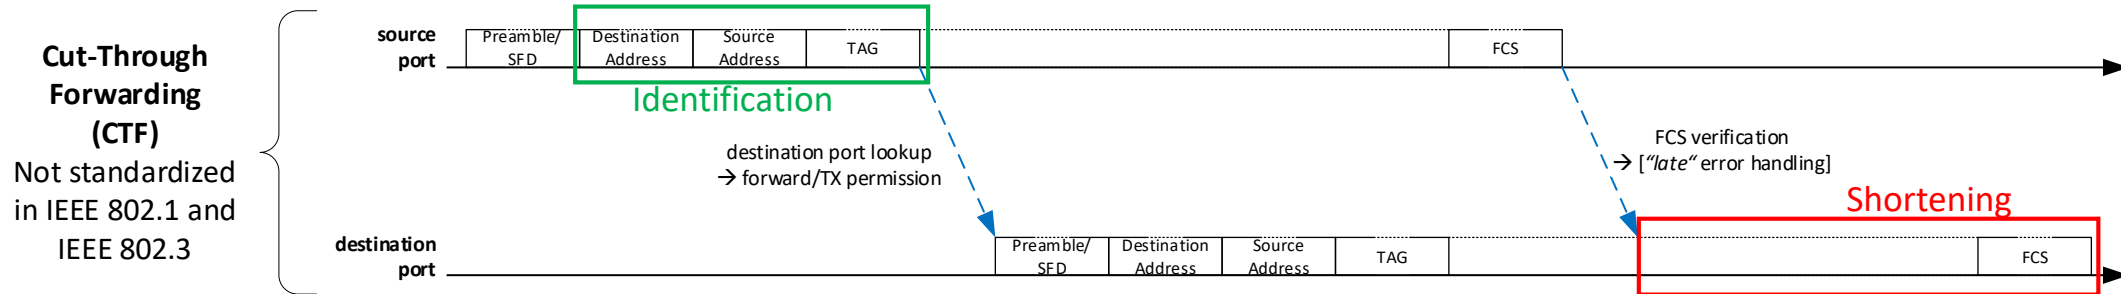 Cut-Through
Forwarding
(CTF)
Not standardized
in IEEE 802.1 and
IEEE 802.3
source
port
Preamble/
SFD
Destination
Address
Source
Address
TAG
FCS
Identification
destination port lookup
→ forward/TX permission
FCS verification
→ [“late“ error handling]
Shortening
destination
port
Preamble/
SFD
Destination
Address
Source
Address
TAG
FCS